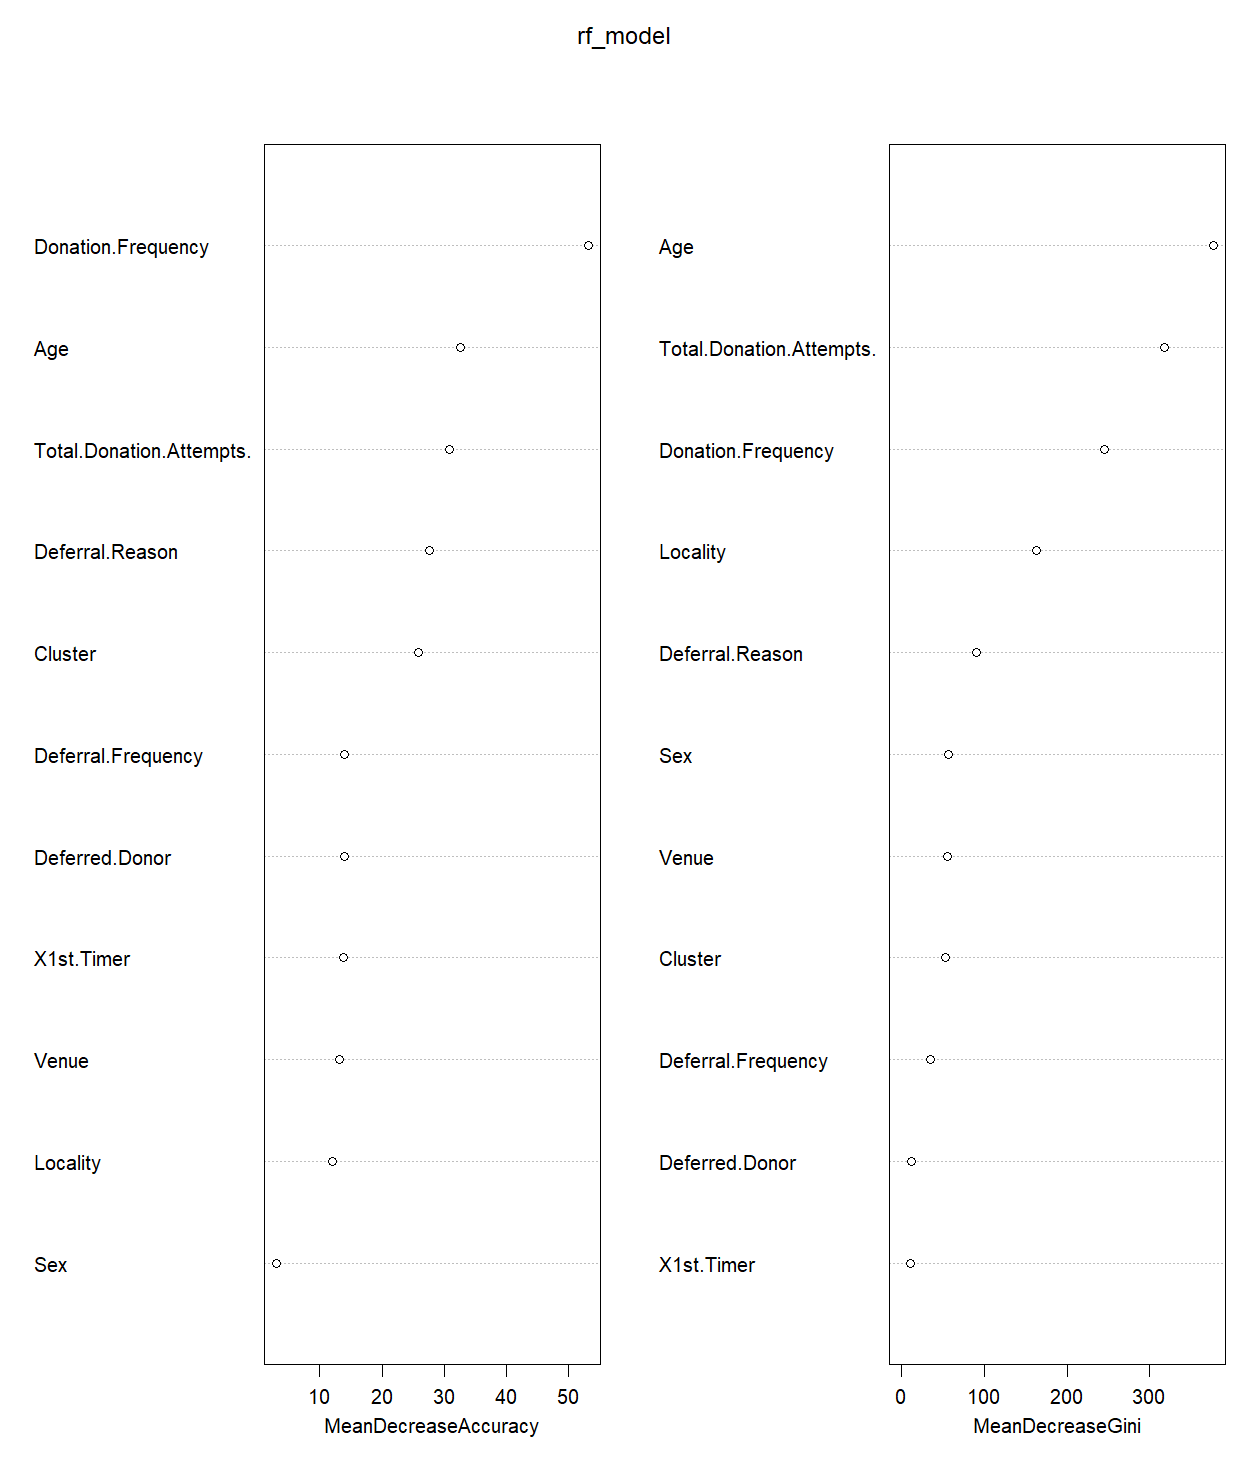 rf_model
Donation.Frequency
Age
Total.Donation.Attempts.
Deferral.Reason
Cluster
Deferral.Frequency
Deferred.Donor
X1st.Timer
Venue
Locality
Sex
10 20 30 40 50
MeanDecreaseAccuracy
Age
Total.Donation.Attempts.
Donation.Frequency
Locality
Deferral.Reason
Sex
Venue
Cluster
Deferral.Frequency
Deferred.Donor
X1st.Timer
0 100 200 300
MeanDecreaseGini